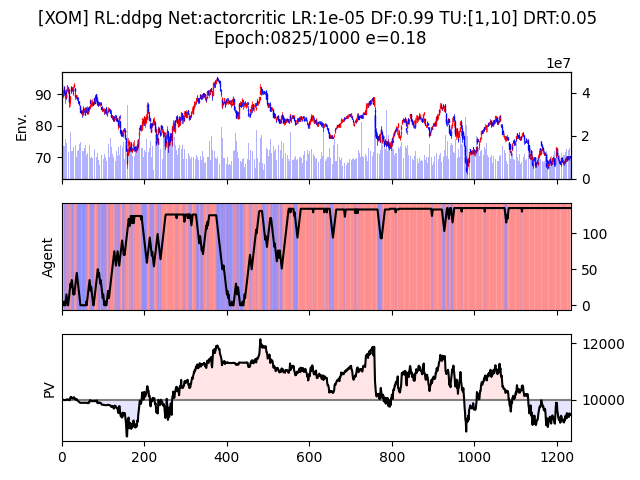 [XOM] RL:ddpg Net:actorcritic LR:1e-05 DF:0.99 TU:[1,10] DRT:0.05
Epoch:0825/1000 e=0.18
1e7
Env.
90
80
70
4
2
0
Agent
100
50
0
PV
12000
10000
0 200 400 600 800 1000 1200